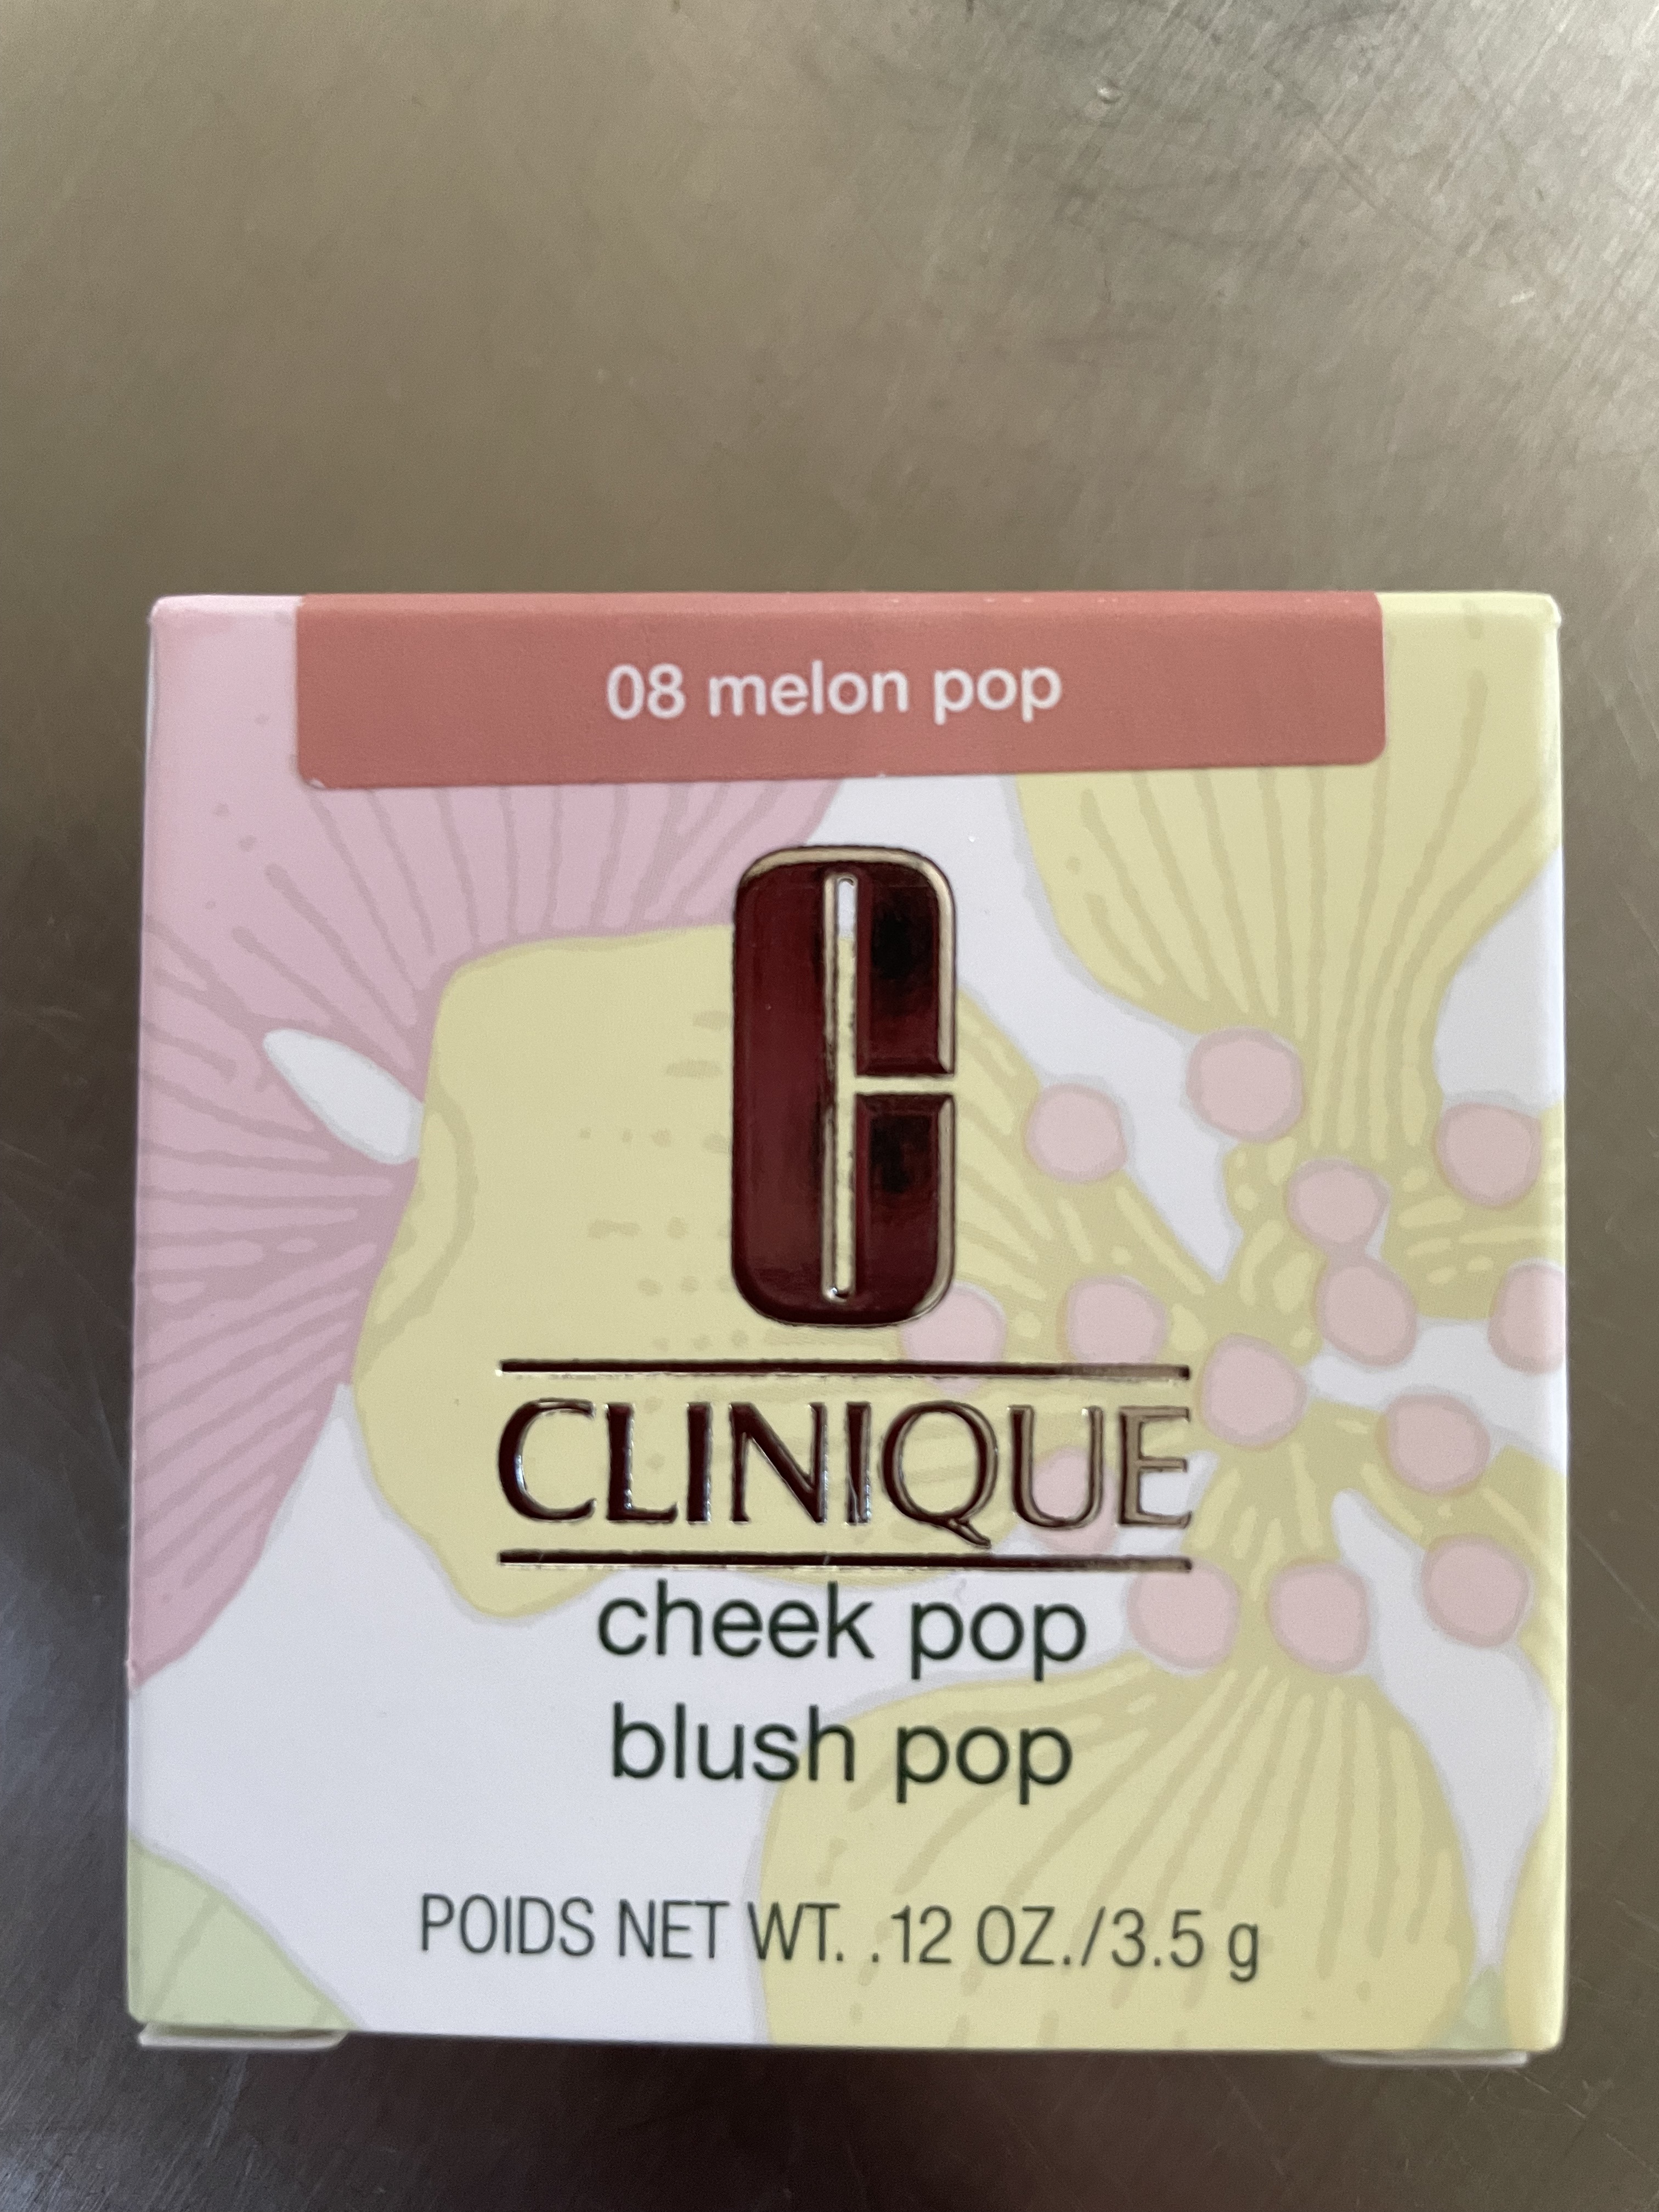 08 melon pop
C
CLINIQUE
cheek pop
blush pop
POIDS NET WT. .12 OZ./3.5 g